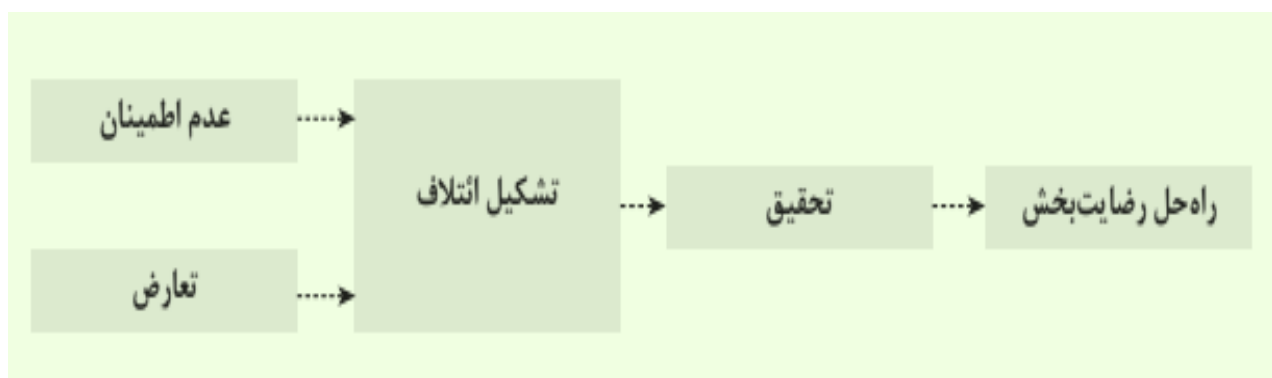 عدم اطمینان
تعارض
تشکیل ائتلاف
تحقیق
راه‌حل رضایت‌بخش